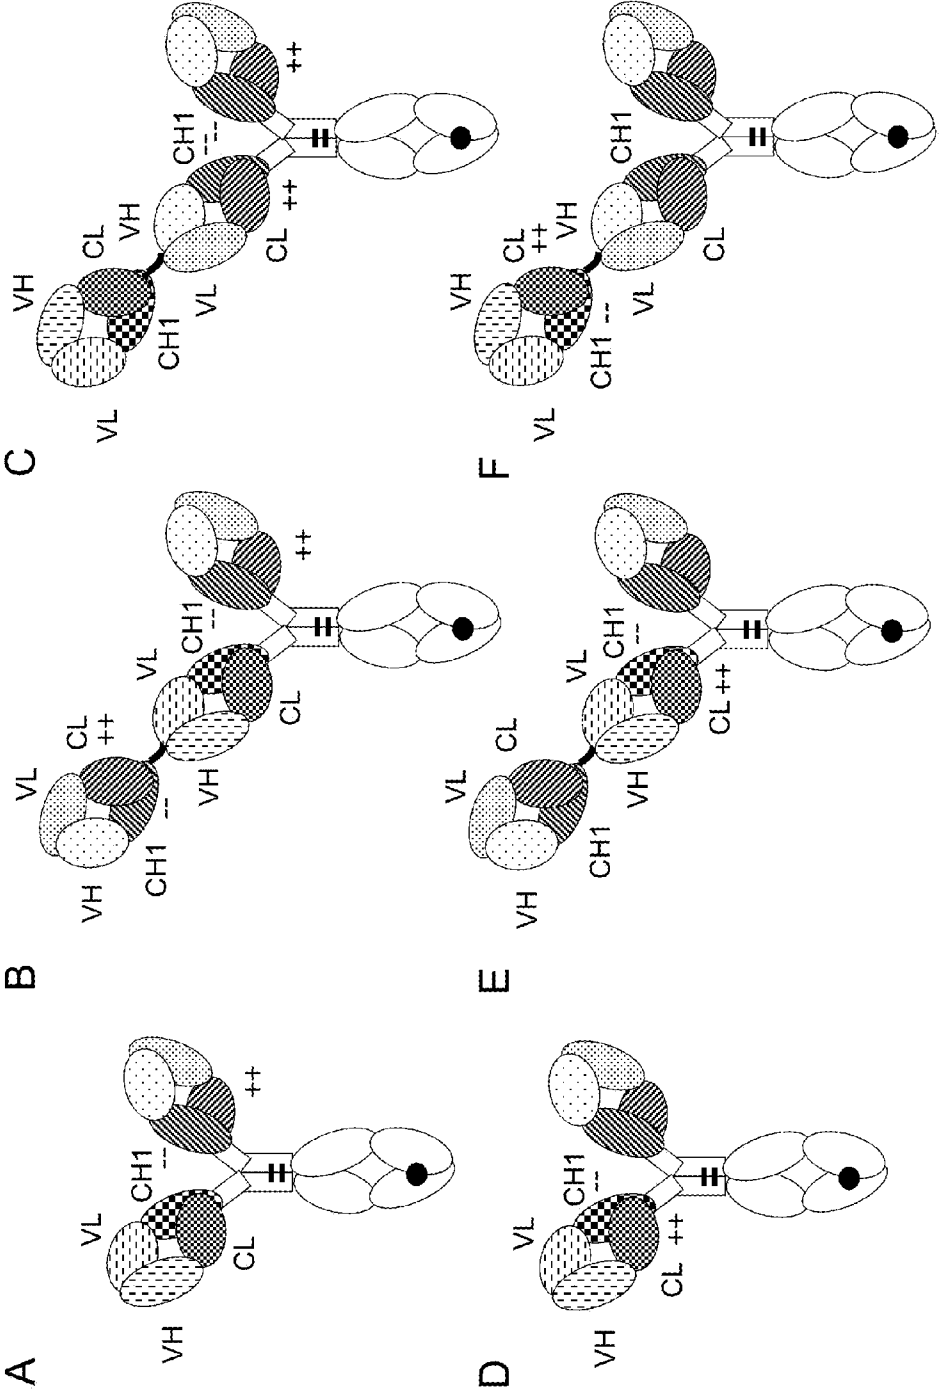 A
VH
VL
CL
CH1
--
++
B
VH
VL
CL
++
CH1
--
VH
VL
CL
CH1
--
++
C
VL
VH
CL
CH1
VL
VH
CL
++
CH1
--
++
D
VH
VL
CL
++
CH1
--
E
VH
VL
CL
CH1
VH
VL
CL ++
CH1
--
F
VL
VH
CL
++
CH1 --
VL
VH
CL
CH1